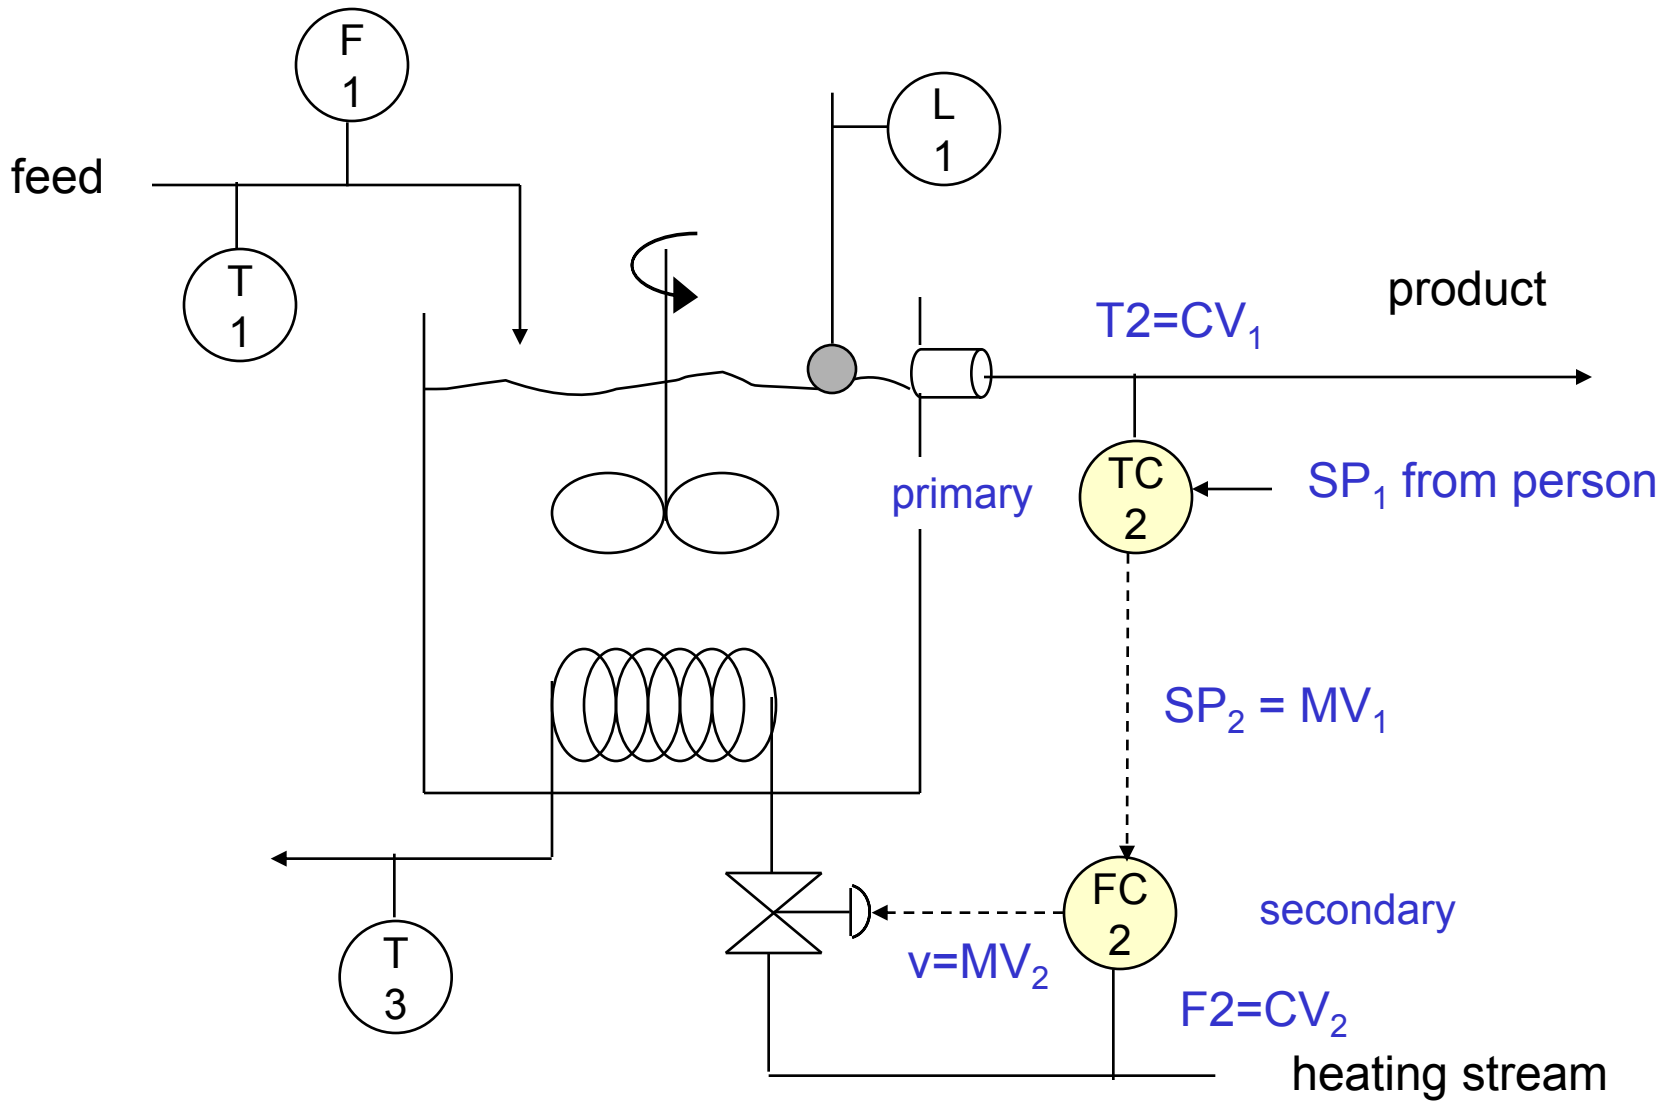 F
1
L
1
feed
T
1
product
T2=CV₁
TC
2
SP₁ from person
primary
SP₂ = MV₁
FC
2
secondary
v=MV₂
T
3
F2=CV₂
heating stream